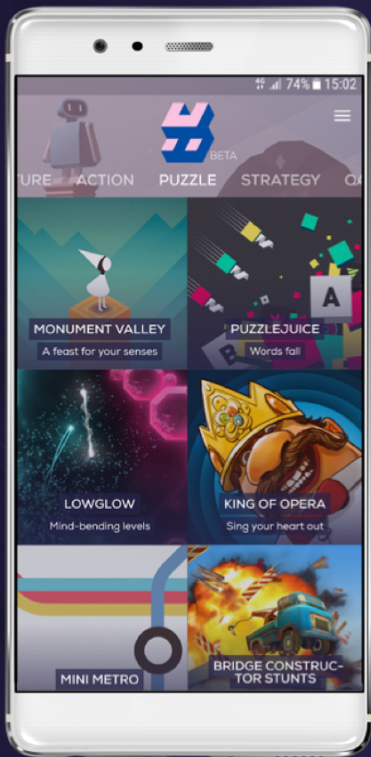 74% 15:02
BETA
URE ACTION PUZZLE STRATEGY
MONUMENT VALLEY
A feast for your senses
PUZZLEJUICE
Words fall
A
B
LOWGLOW
Mind-bending levels
KING OF OPERA
Sing your heart out
MINI METRO
BRIDGE CONSTRUC-
TOR STUNTS